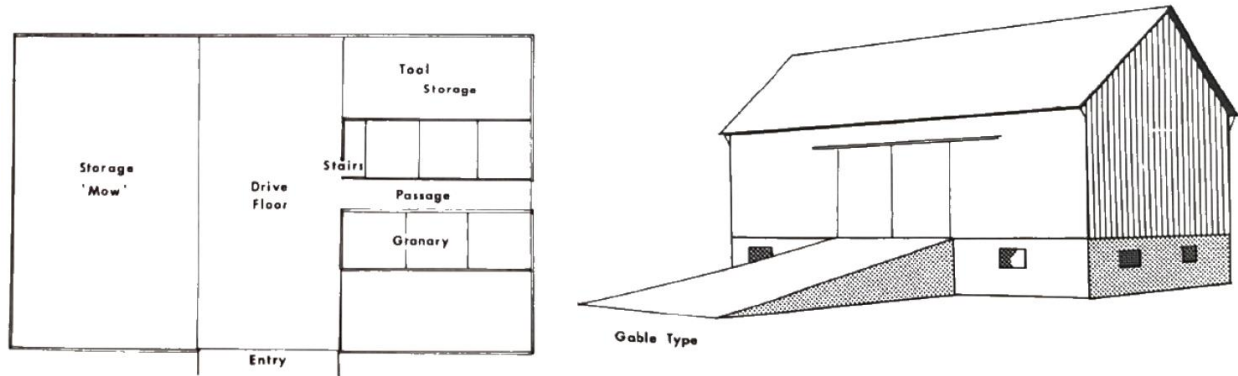 Tool
Storage
Storage
'Mow'
Stairs
Drive
Floor
Passage
Granary
Entry
Gable Type